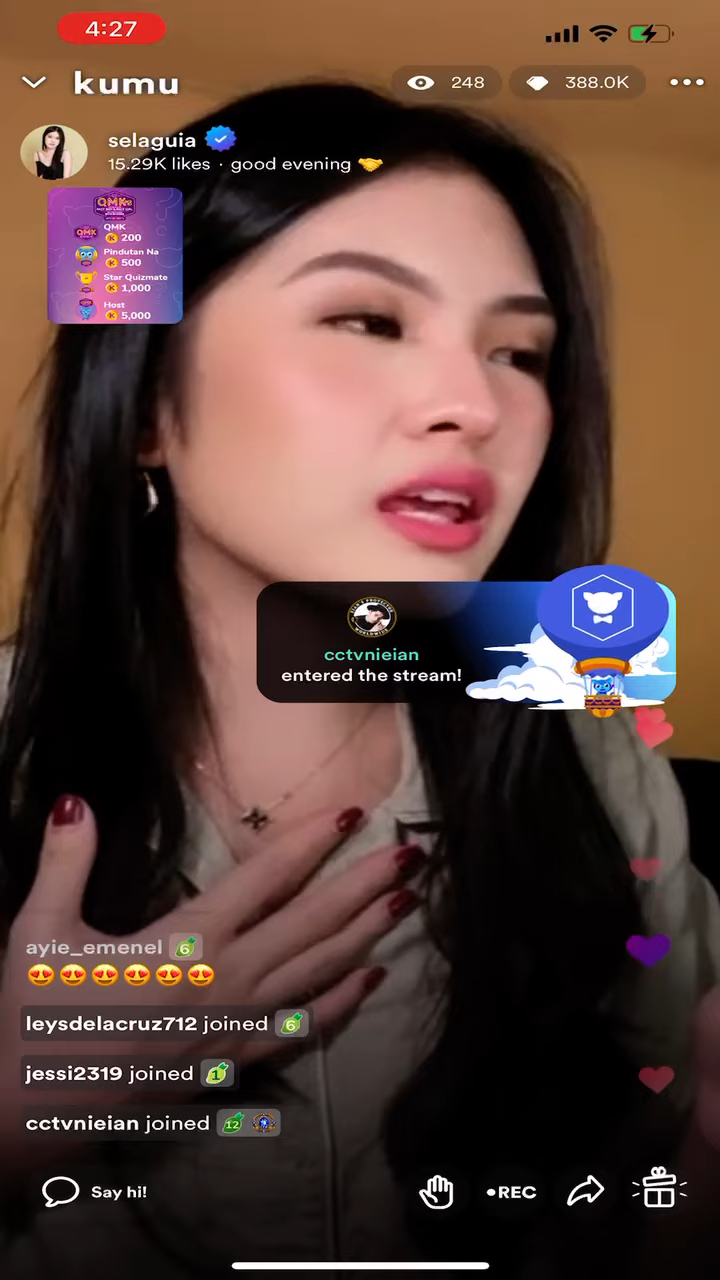 4:27
kumu
248
388.0K
selaguia
15.29K likes · good evening 🤝
QMKs
QMK
QMK
K 200
Pindutan Na
K 500
Star Quizmate
K 1,000
Host
K 5,000
cctvnieian
entered the stream!
ayie_emenel 6
😍😍😍😍😍😍
leysdelacruz712 joined 6
jessi2319 joined 1
cctvnieian joined 12
Say hi!
•REC